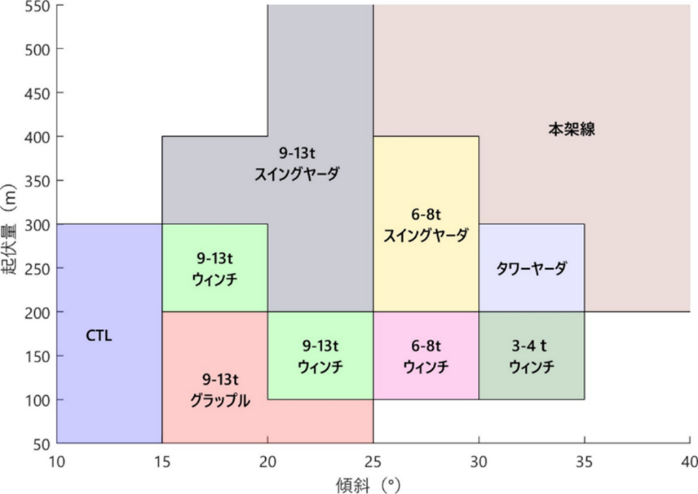 550
500
450
400
350
300
250
200
150
100
50
起伏量（m）
本架線
9-13t
スイングヤーダ
6-8t
スイングヤーダ
9-13t
ウィンチ
タワーヤーダ
CTL
9-13t
グラップル
9-13t
ウィンチ
6-8t
ウィンチ
3-4 t
ウィンチ
10
15
20
25
30
35
40
傾斜（°）